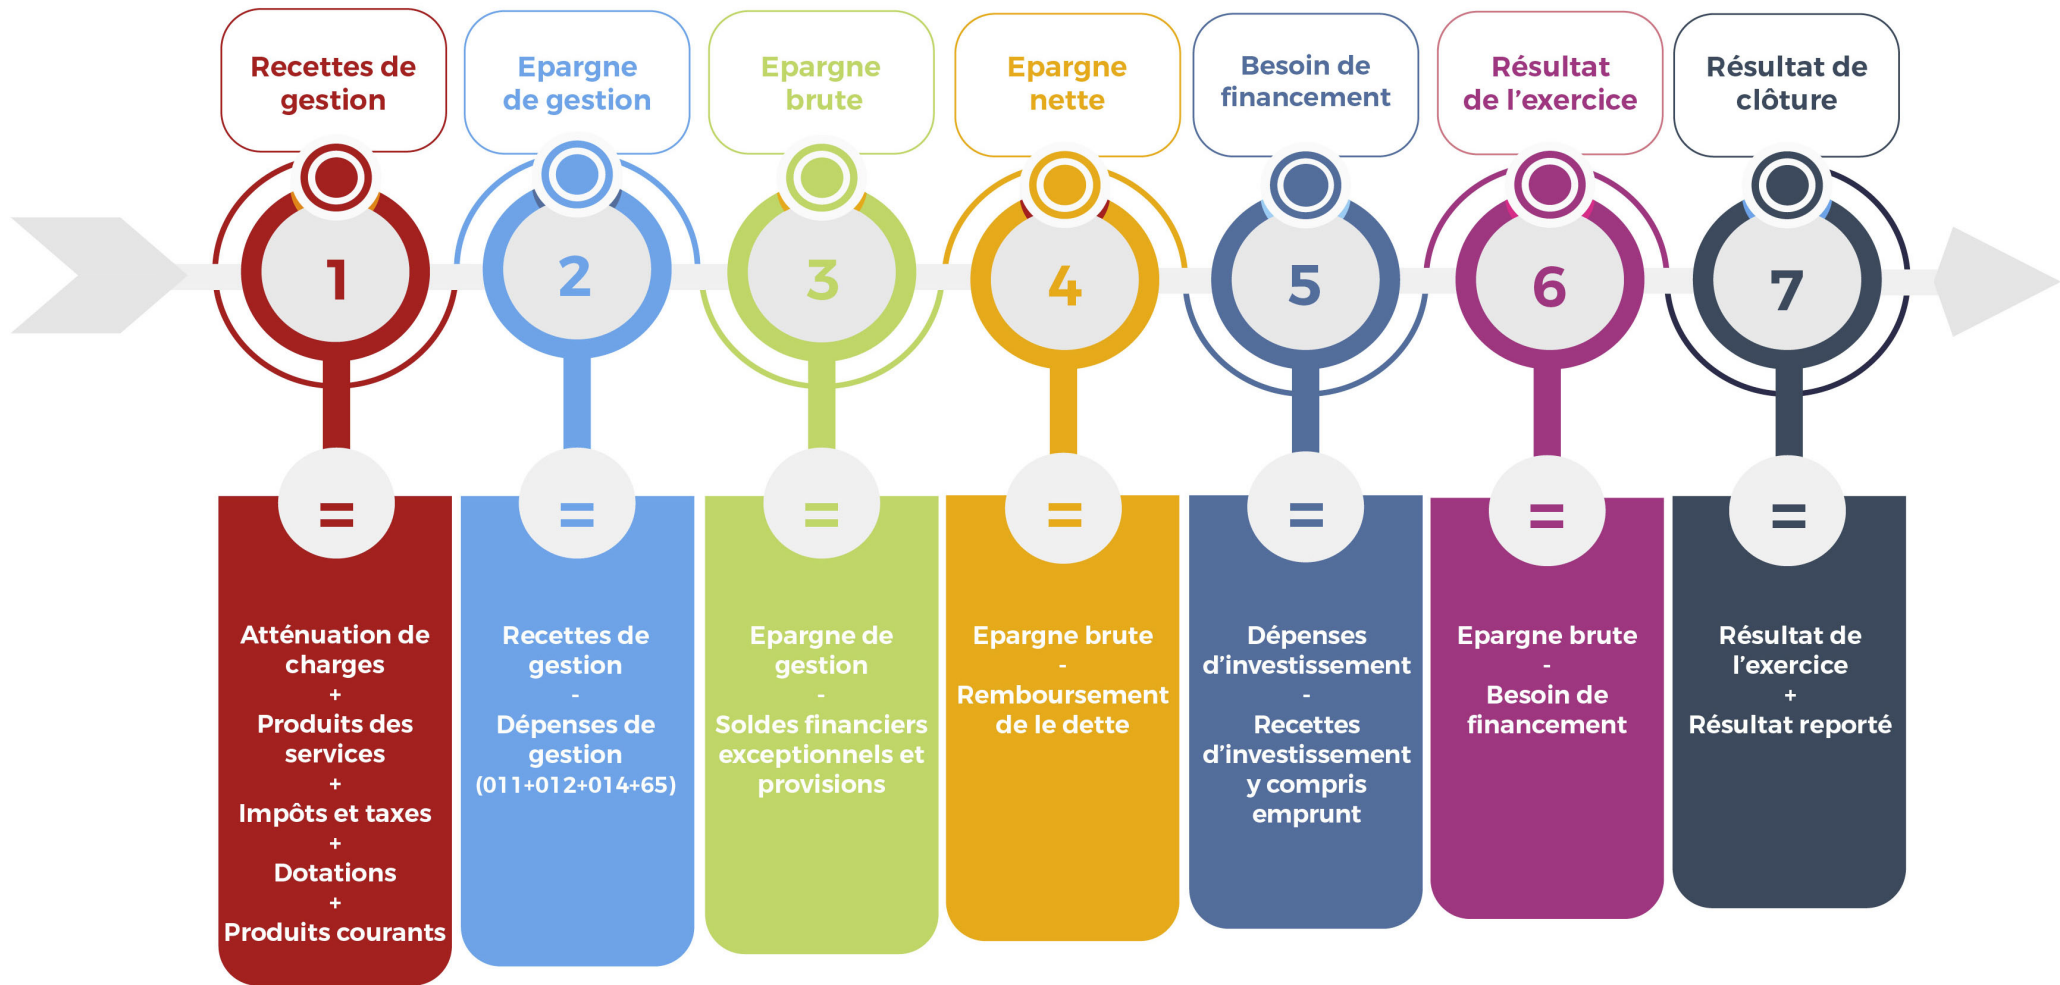 Recettes de
gestion
Epargne
de gestion
Epargne
brute
Epargne
nette
Besoin de
financement
Résultat
de l’exercice
Résultat de
clôture
1
2
3
4
5
6
7
=
=
=
=
=
=
=
Atténuation de
charges
+
Produits des
services
+
Impôts et taxes
+
Dotations
+
Produits courants
Recettes de
gestion
-
Dépenses de
gestion
(011+012+014+65)
Epargne de
gestion
-
Soldes financiers
exceptionnels et
provisions
Epargne brute
-
Remboursement
de le dette
Dépenses
d’investissement
-
Recettes
d’investissement
y compris
emprunt
Epargne brute
-
Besoin de
financement
Résultat de
l’exercice
+
Résultat reporté